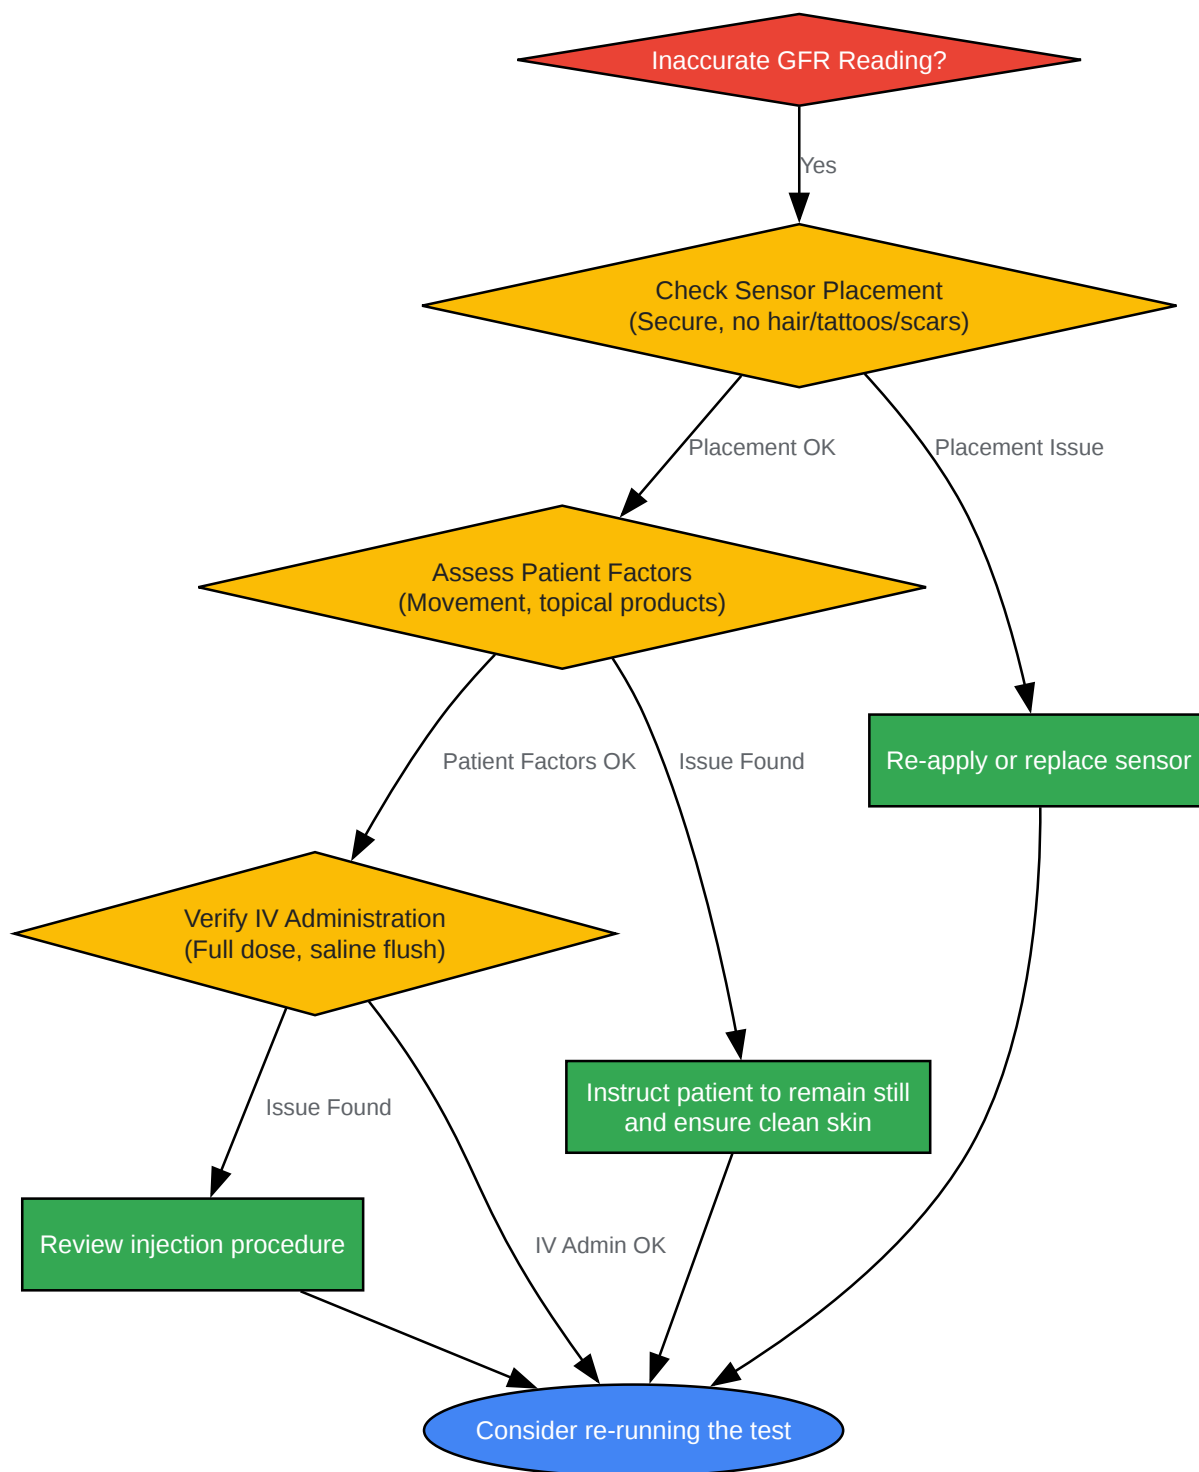 Inaccurate GFR Reading?
Yes
Check Sensor Placement
(Secure, no hair/tattoos/scars)
Placement OK
Placement Issue
Assess Patient Factors
(Movement, topical products)
Patient Factors OK
Issue Found
Re-apply or replace sensor
Verify IV Administration
(Full dose, saline flush)
Issue Found
Instruct patient to remain still
and ensure clean skin
Review injection procedure
IV Admin OK
Consider re-running the test